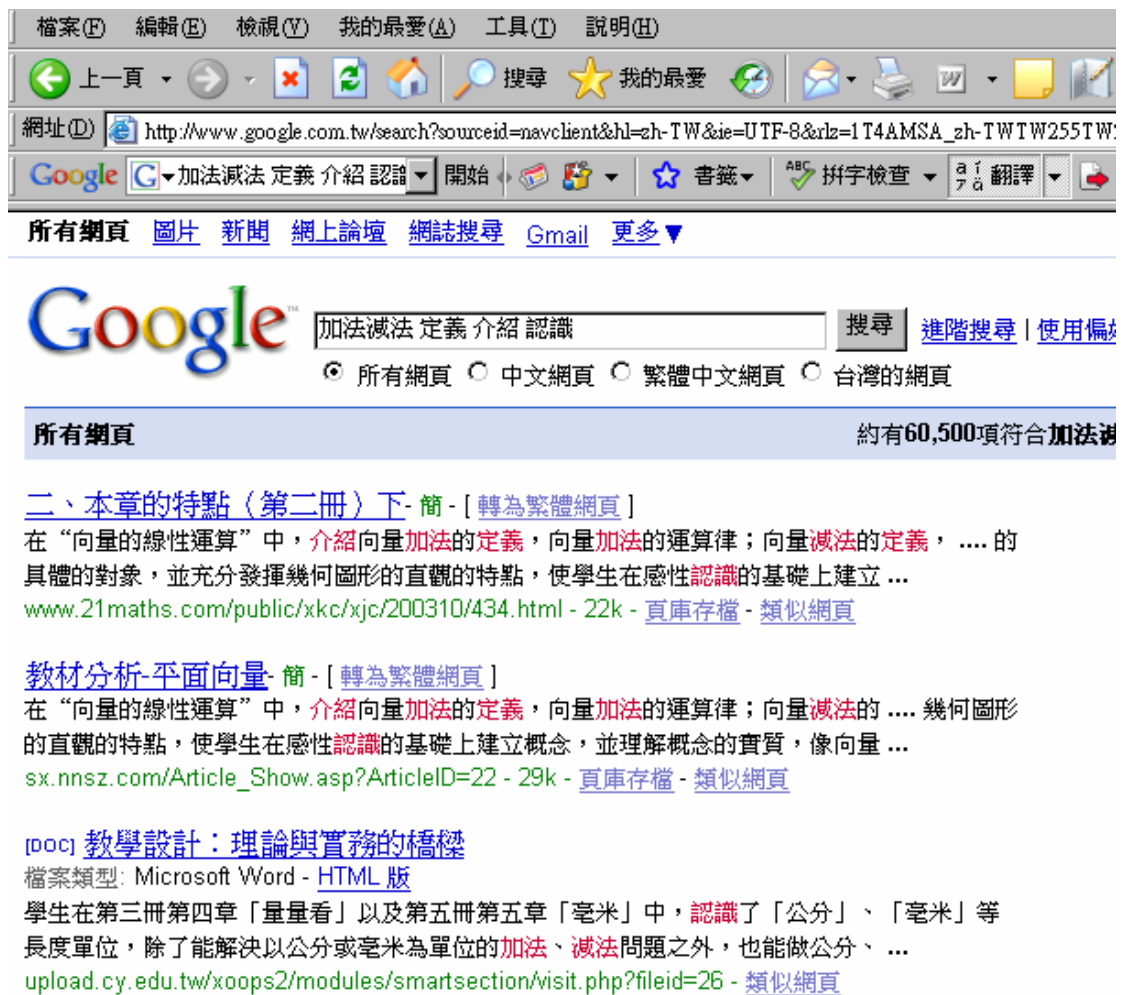 檔案(F) 編輯(E) 檢視(V) 我的最愛(A) 工具(T) 說明(H)
上一頁 搜尋 我的最愛
網址(D) http://www.google.com.tw/search?sourceid=navclient&hl=zh-TW&ie=UTF-8&rlz=1T4AMSA_zh-TWTW255TW
Google 加法減法 定義 介紹 認識 開始 書籤 拼字檢查 翻譯
所有網頁 圖片 新聞 網上論壇 網誌搜尋 Gmail 更多▼
Google™ 加法減法 定義 介紹 認識 搜尋 進階搜尋 | 使用偏
所有網頁 中文網頁 繁體中文網頁 台灣的網頁
所有網頁 約有60,500項符合加法減
二、本章的特點（第二冊）下- 簡 - [ 轉為繁體網頁 ]
在“向量的線性運算”中，介紹向量加法的定義，向量加法的運算律；向量減法的定義， .... 的
具體的對象，並充分發揮幾何圖形的直觀的特點，使學生在感性認識的基礎上建立 ...
www.21maths.com/public/xkc/xjc/200310/434.html - 22k - 頁庫存檔 - 類似網頁
教材分析-平面向量- 簡 - [ 轉為繁體網頁 ]
在“向量的線性運算”中，介紹向量加法的定義，向量加法的運算律；向量減法的 .... 幾何圖形
的直觀的特點，使學生在感性認識的基礎上建立概念，並理解概念的實質，像向量 ...
sx.nnsz.com/Article_Show.asp?ArticleID=22 - 29k - 頁庫存檔 - 類似網頁
[DOC] 教學設計：理論與實務的橋樑
檔案類型: Microsoft Word - HTML 版
學生在第三冊第四章「量量看」以及第五冊第五章「毫米」中，認識了「公分」、「毫米」等
長度單位，除了能解決以公分或毫米為單位的加法、減法問題之外，也能做公分、 ...
upload.cy.edu.tw/xoops2/modules/smartsection/visit.php?fileid=26 - 類似網頁